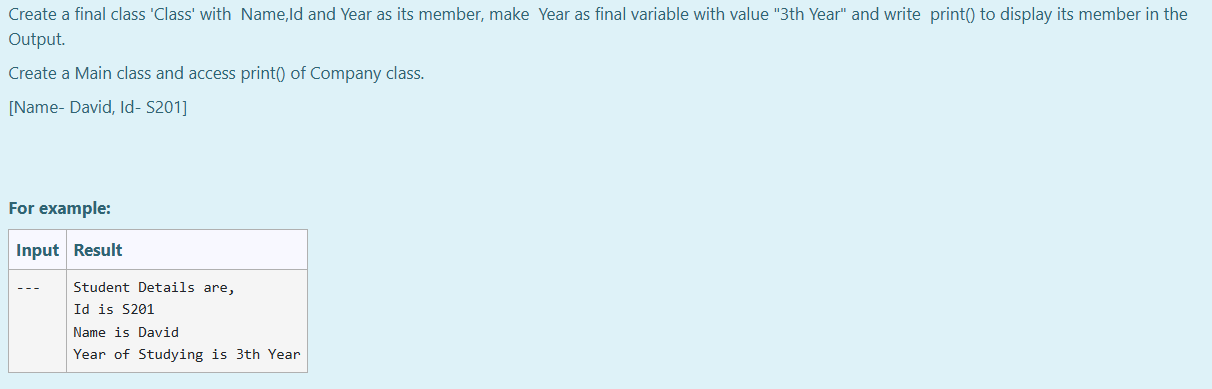 Create a final class 'Class' with Name,Id and Year as its member, make Year as final variable with value "3th Year" and write print() to display its member in the
Output.
Create a Main class and access print() of Company class.
[Name- David, Id- S201]
For example:
Input Result
--- Student Details are,
Id is S201
Name is David
Year of Studying is 3th Year